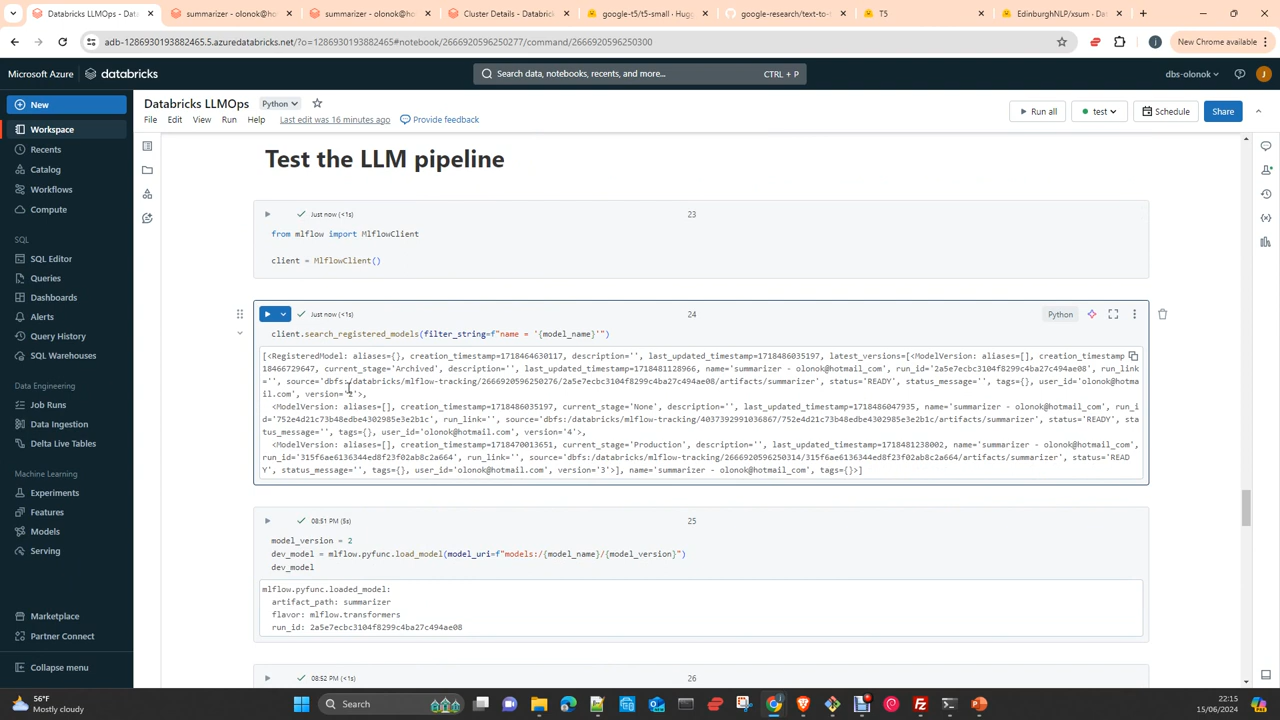 Databricks LLMOps
summarizer - olonok@hotmail
summarizer - olonok@hotmail
Cluster Details - Databricks
google-t5/t5-small · Hugg
google-research/text-to-t
T5
EdinburghNLP/xsum · Data
adb-1286930193882465.5.azuredatabricks.net/?o=1286930193882465#notebook/2666920596250277/command/2666920596250300
New Chrome available
Microsoft Azure
databricks
Search data, notebooks, recents, and more...
CTRL + P
dbs-olonok
J
New
Workspace
Recents
Catalog
Workflows
Compute
SQL
SQL Editor
Queries
Dashboards
Alerts
Query History
SQL Warehouses
Data Engineering
Job Runs
Data Ingestion
Delta Live Tables
Machine Learning
Experiments
Features
Models
Serving
Marketplace
Partner Connect
Collapse menu
Databricks LLMOps
Python
File Edit View Run Help
Last edit was 16 minutes ago
Provide feedback
Run all
test
Schedule
Share
Test the LLM pipeline
Just now (<1s)
23
from mlflow import MlflowClient
client = MlflowClient()
Just now (<1s)
24
Python
client.search_registered_models(filter_string=f"name = '{model_name}'")
[<RegisteredModel: aliases={}, creation_timestamp=1718464630117, description='', last_updated_timestamp=1718486035197, latest_versions=[<ModelVersion: aliases=[], creation_timestamp
18466729647, current_stage='Archived', description='', last_updated_timestamp=1718481128966, name='summarizer - olonok@hotmail_com', run_id='2a5e7ecbc3104f8299c4ba27c494ae08', run_link
='', source='dbfs:/databricks/mlflow-tracking/2666920596250276/2a5e7ecbc3104f8299c4ba27c494ae08/artifacts/summarizer', status='READY', status_message='', tags={}, user_id='olonok@hotma
il.com', version='2'>,
<ModelVersion: aliases=[], creation_timestamp=1718486035197, current_stage='None', description='', last_updated_timestamp=1718486047935, name='summarizer - olonok@hotmail_com', run_i
d='752e4d21c73b48edbe4302985e3e2b1c', run_link='', source='dbfs:/databricks/mlflow-tracking/4037392991036867/752e4d21c73b48edbe4302985e3e2b1c/artifacts/summarizer', status='READY', sta
tus_message='', tags={}, user_id='olonok@hotmail.com', version='4'>,
<ModelVersion: aliases=[], creation_timestamp=1718470013651, current_stage='Production', description='', last_updated_timestamp=1718481238002, name='summarizer - olonok@hotmail_com',
run_id='315f6ae6136344ed8f23f02ab8c2a664', run_link='', source='dbfs:/databricks/mlflow-tracking/2666920596250314/315f6ae6136344ed8f23f02ab8c2a664/artifacts/summarizer', status='READ
Y', status_message='', tags={}, user_id='olonok@hotmail.com', version='3'>], name='summarizer - olonok@hotmail_com', tags={}>]
08:51 PM (5s)
25
model_version = 2
dev_model = mlflow.pyfunc.load_model(model_uri=f"models:/{model_name}/{model_version}")
dev_model
mlflow.pyfunc.loaded_model:
artifact_path: summarizer
flavor: mlflow.transformers
run_id: 2a5e7ecbc3104f8299c4ba27c494ae08
08:52 PM (<1s)
26
56°F
Mostly cloudy
Search
22:15
15/06/2024